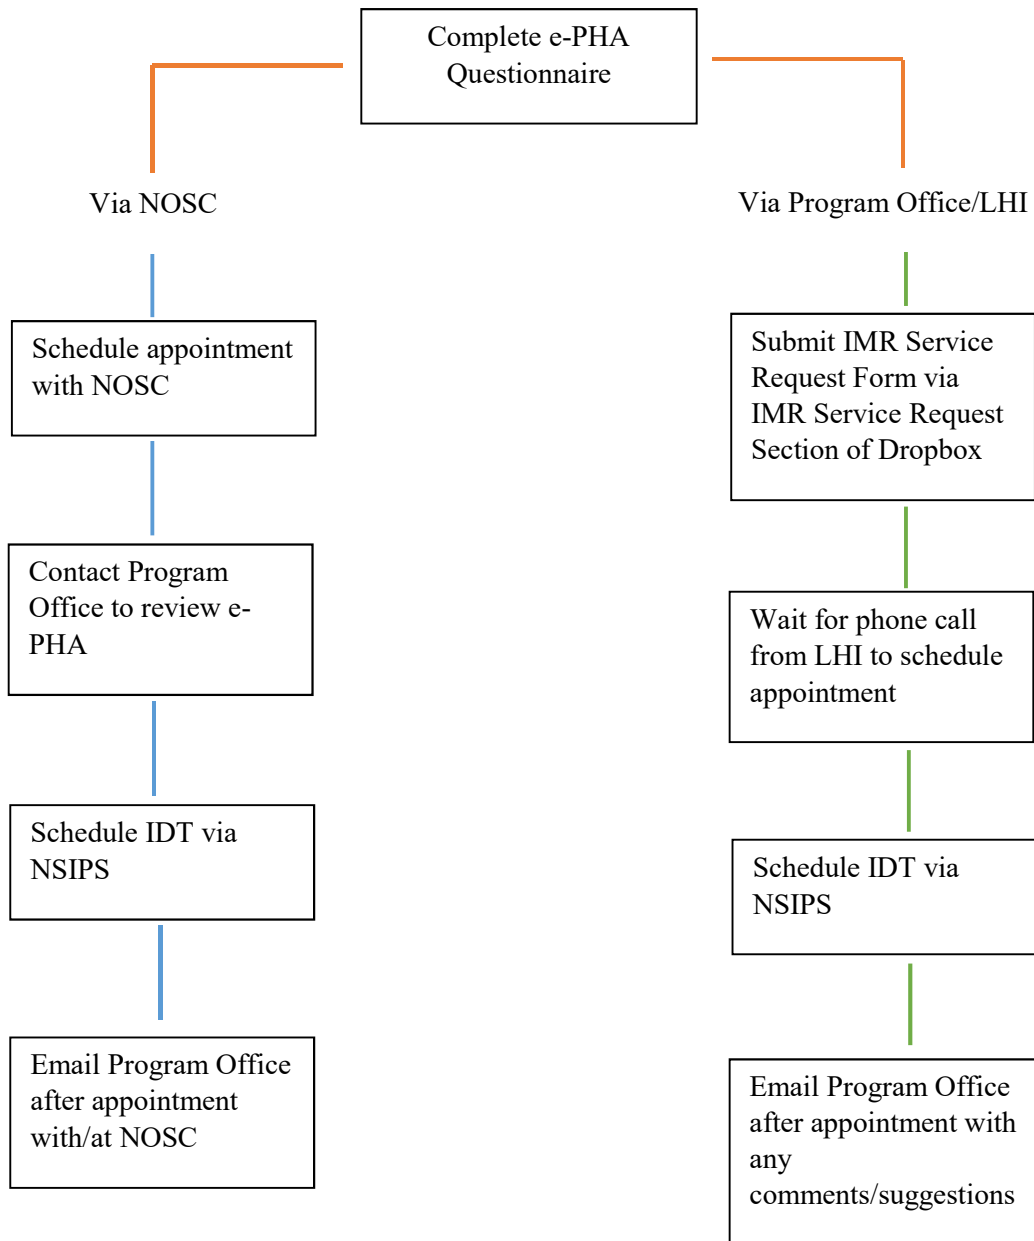 Complete e-PHA
Questionnaire
Via NOSC
Schedule appointment
with NOSC
Contact Program
Office to review e-
PHA
Schedule IDT via
NSIPS
Email Program Office
after appointment
with/at NOSC
Via Program Office/LHI
Submit IMR Service
Request Form via
IMR Service Request
Section of Dropbox
Wait for phone call
from LHI to schedule
appointment
Schedule IDT via
NSIPS
Email Program Office
after appointment with
any
comments/suggestions